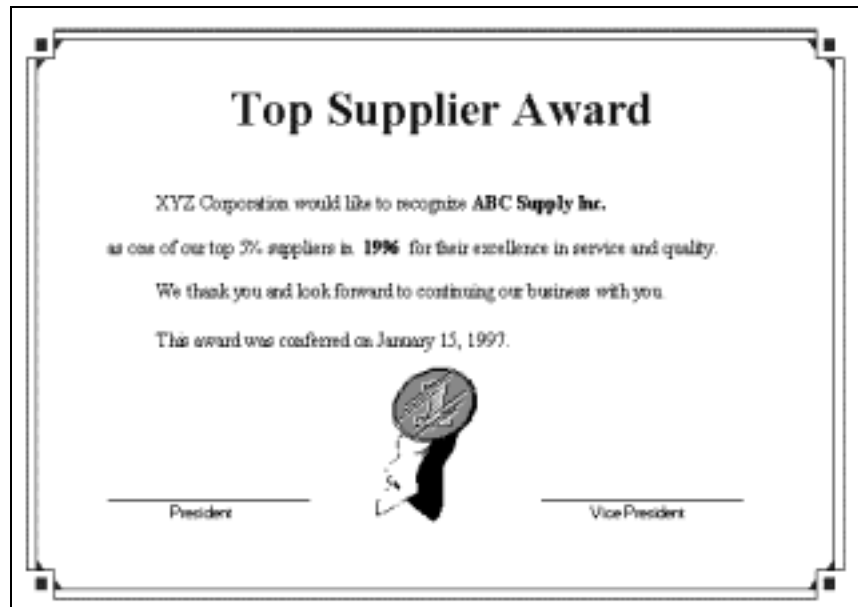 Top Supplier Award
XYZ Corporation would like to recognize ABC Supply Inc.
as one of our top 5% suppliers in 1996 for their excellence in service and quality.
We thank you and look forward to continuing our business with you.
This award was conferred on January 15, 1997.
President
Vice President